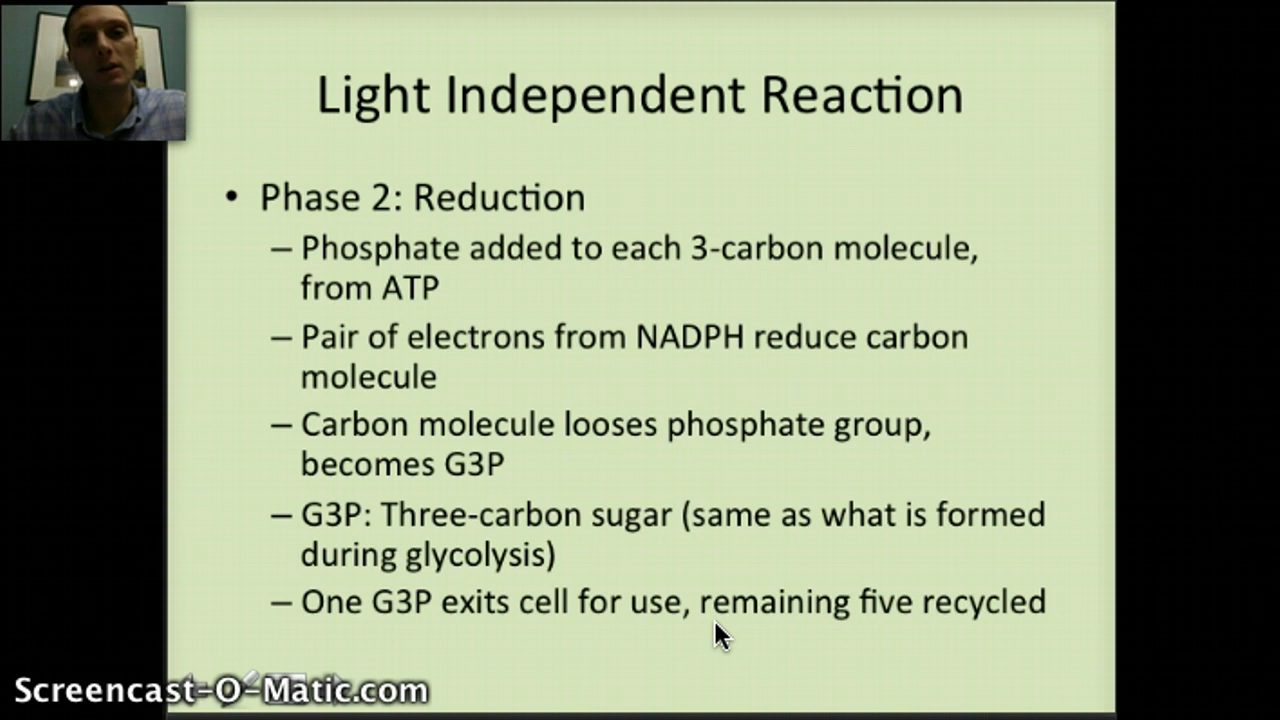 Light Independent Reaction
• Phase 2: Reduction
– Phosphate added to each 3-carbon molecule,
from ATP
– Pair of electrons from NADPH reduce carbon
molecule
– Carbon molecule looses phosphate group,
becomes G3P
– G3P: Three-carbon sugar (same as what is formed
during glycolysis)
– One G3P exits cell for use, remaining five recycled
Screencast-O-Matic.com